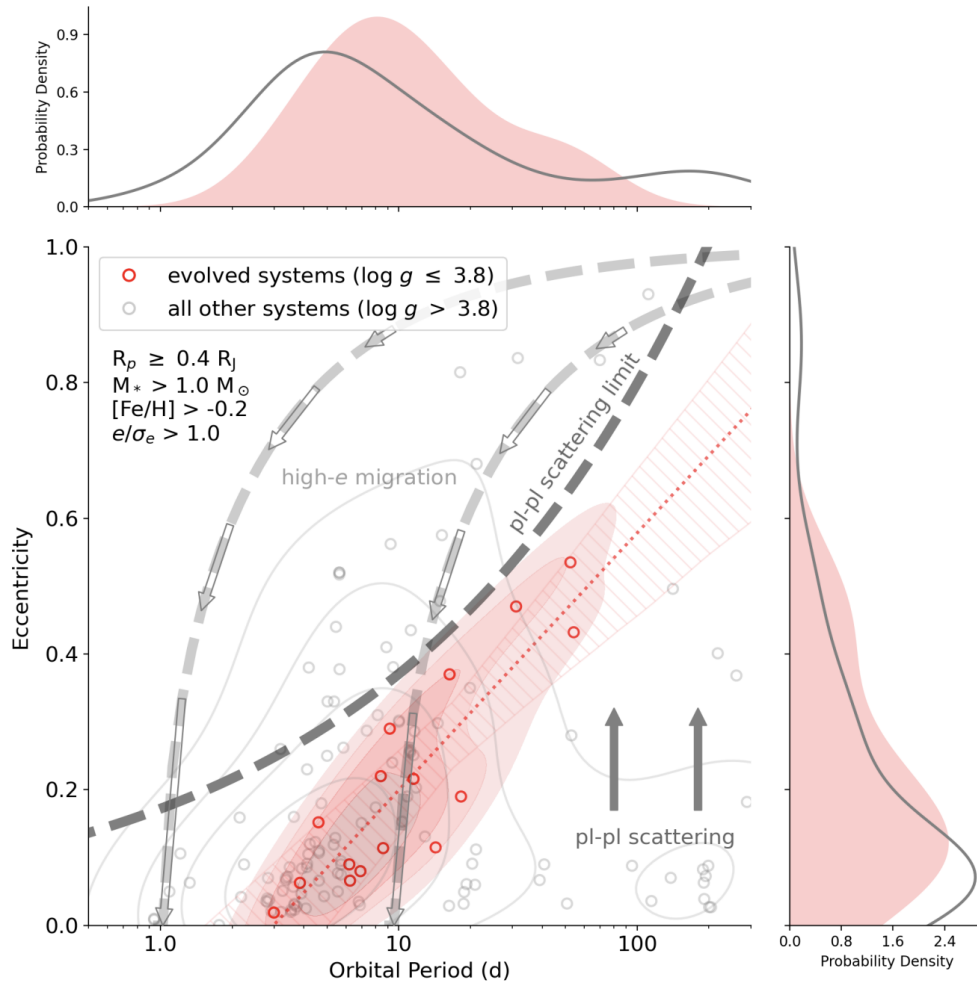 0.9
0.6
0.3
0.0
Probability Density
1.0
0.8
0.6
0.4
0.2
0.0
Eccentricity
evolved systems (log g ≤ 3.8)
all other systems (log g > 3.8)
R_p ≥ 0.4 R_J
M_* > 1.0 M_⊙
[Fe/H] > -0.2
e/σ_e > 1.0
high-e migration
pl-pl scattering limit
pl-pl scattering
1.0
10
100
Orbital Period (d)
0.0
0.8
1.6
2.4
Probability Density